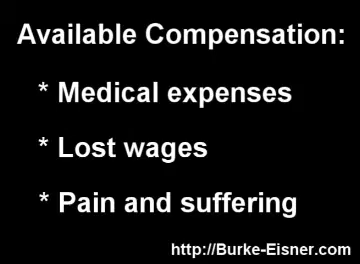 Available Compensation:
* Medical expenses
* Lost wages
* Pain and suffering
http://Burke-Eisner.com